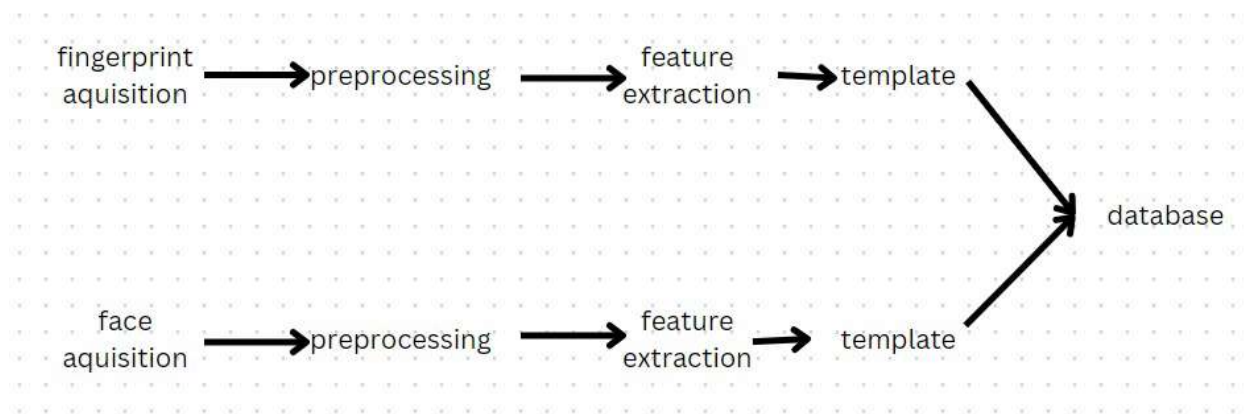 fingerprint
aquisition
preprocessing
feature
extraction
template
database
face
aquisition
preprocessing
feature
extraction
template